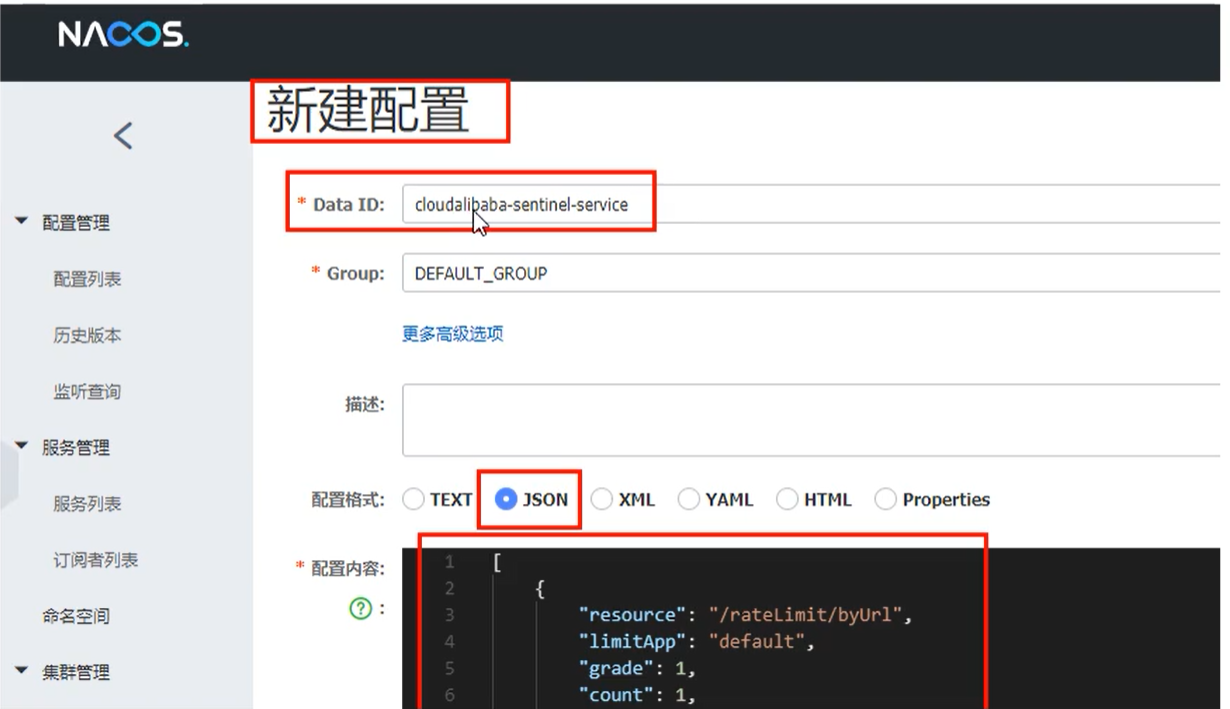 NACOS.
新建配置
* Data ID: cloudalibaba-sentinel-service
* Group: DEFAULT_GROUP
更多高级选项
描述:
配置格式: TEXT JSON XML YAML HTML Properties
* 配置内容:
? :
1 [
2 {
3 "resource": "/rateLimit/byUrl",
4 "limitApp": "default",
5 "grade": 1,
6 "count": 1,
配置管理
配置列表
历史版本
监听查询
服务管理
服务列表
订阅者列表
命名空间
集群管理